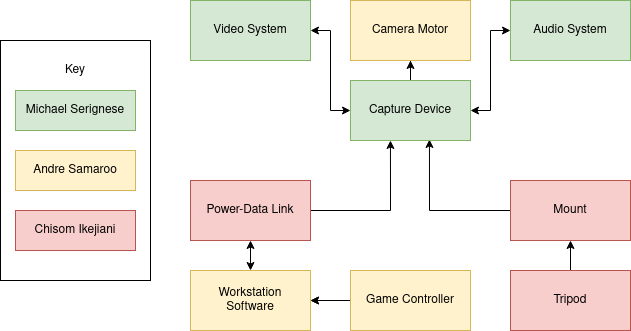 Video System
Camera Motor
Audio System
Key
Michael Serignese
Capture Device
Andre Samaroo
Chisom Ikejiani
Power-Data Link
Mount
Workstation
Software
Game Controller
Tripod